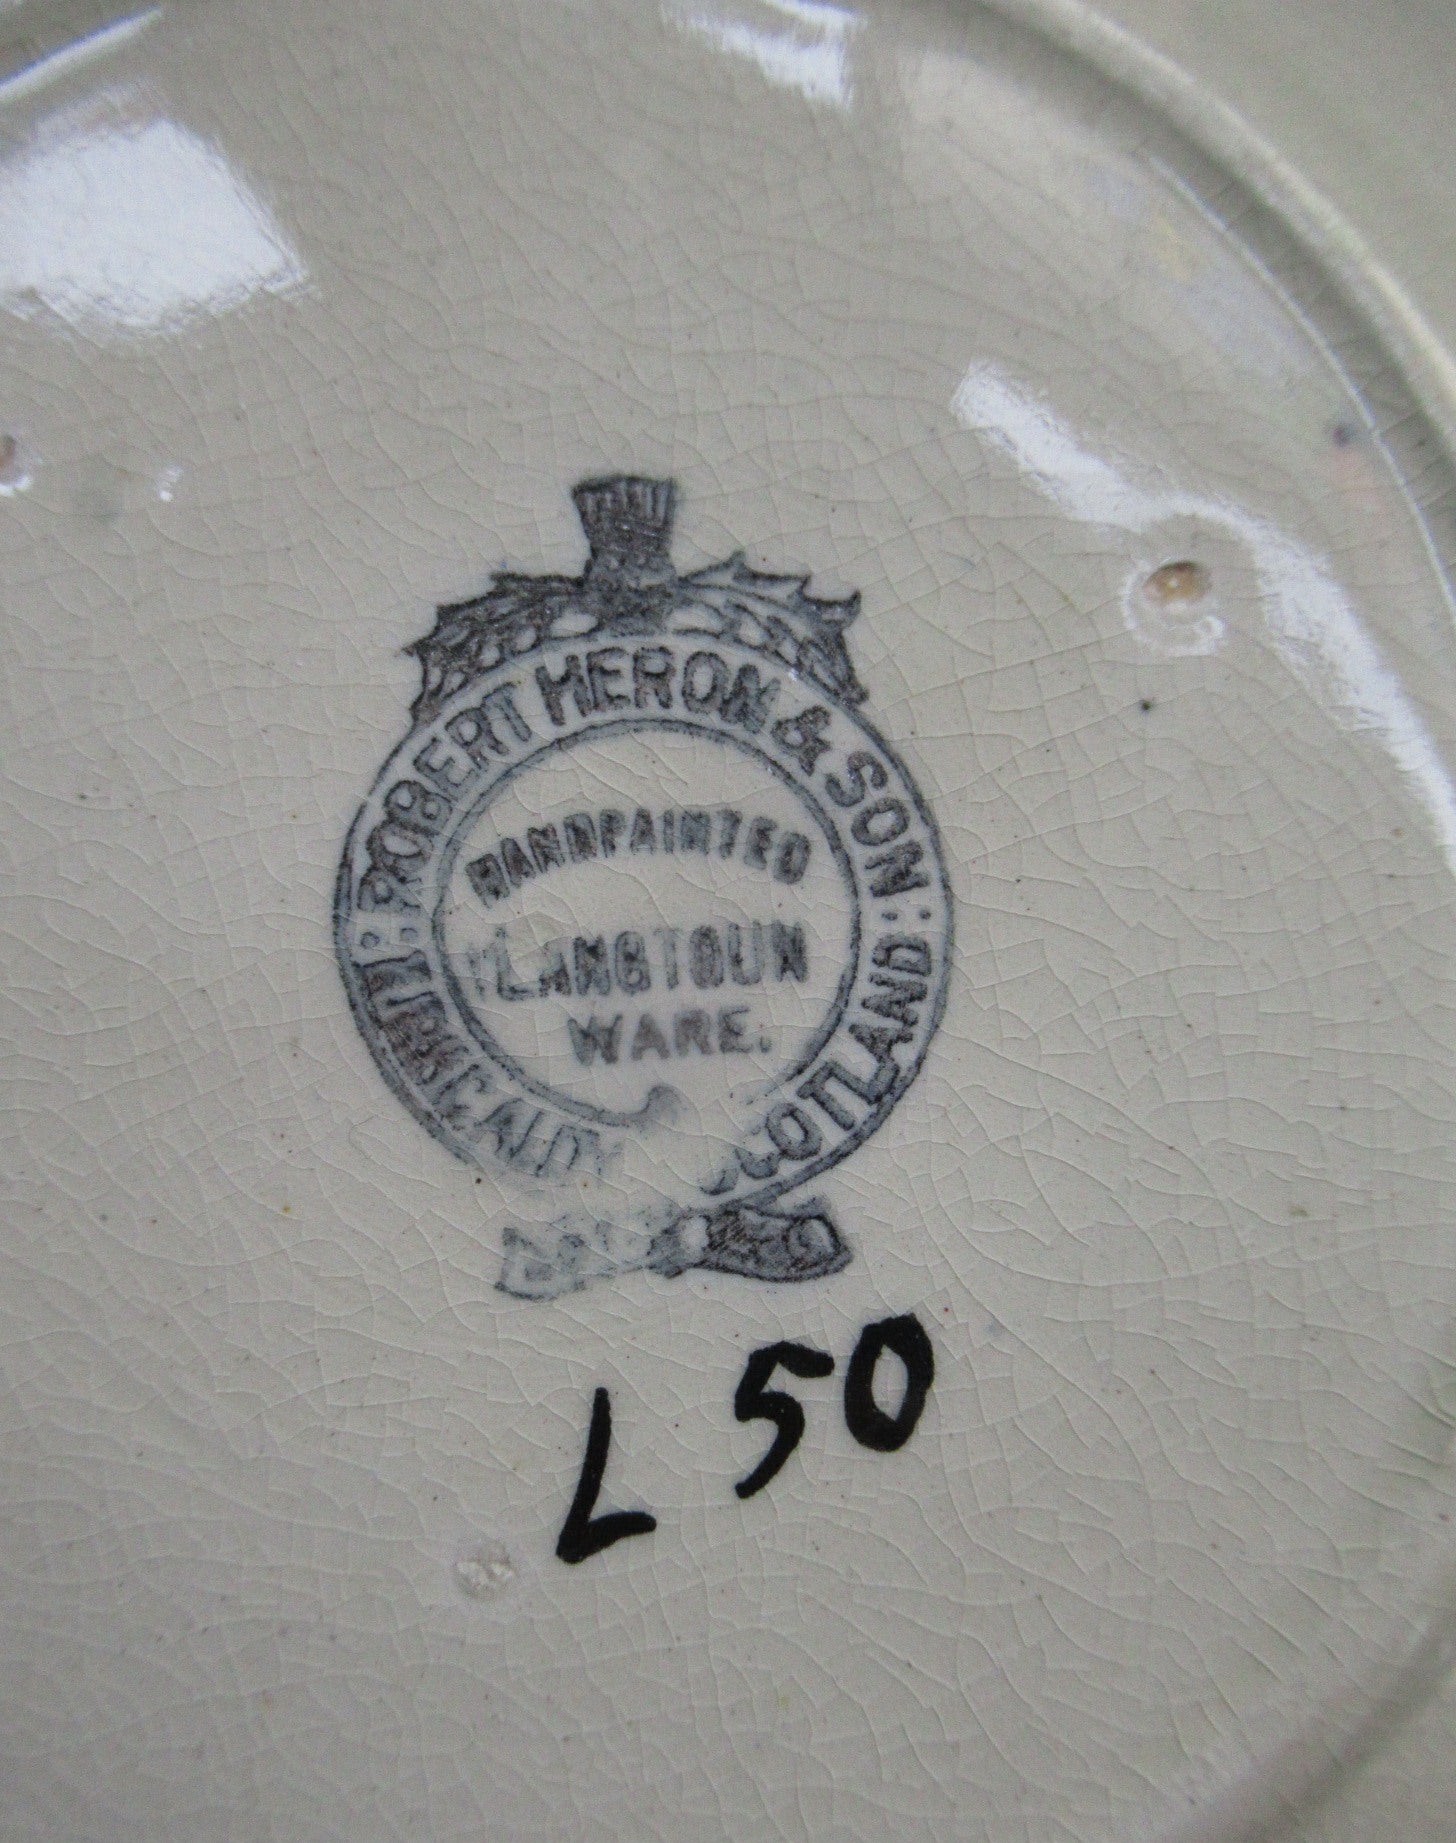 ROBERT HERON & SON:
HANDPAINTED
LANGTOUN
WARE.
SCOTLAND
L 50